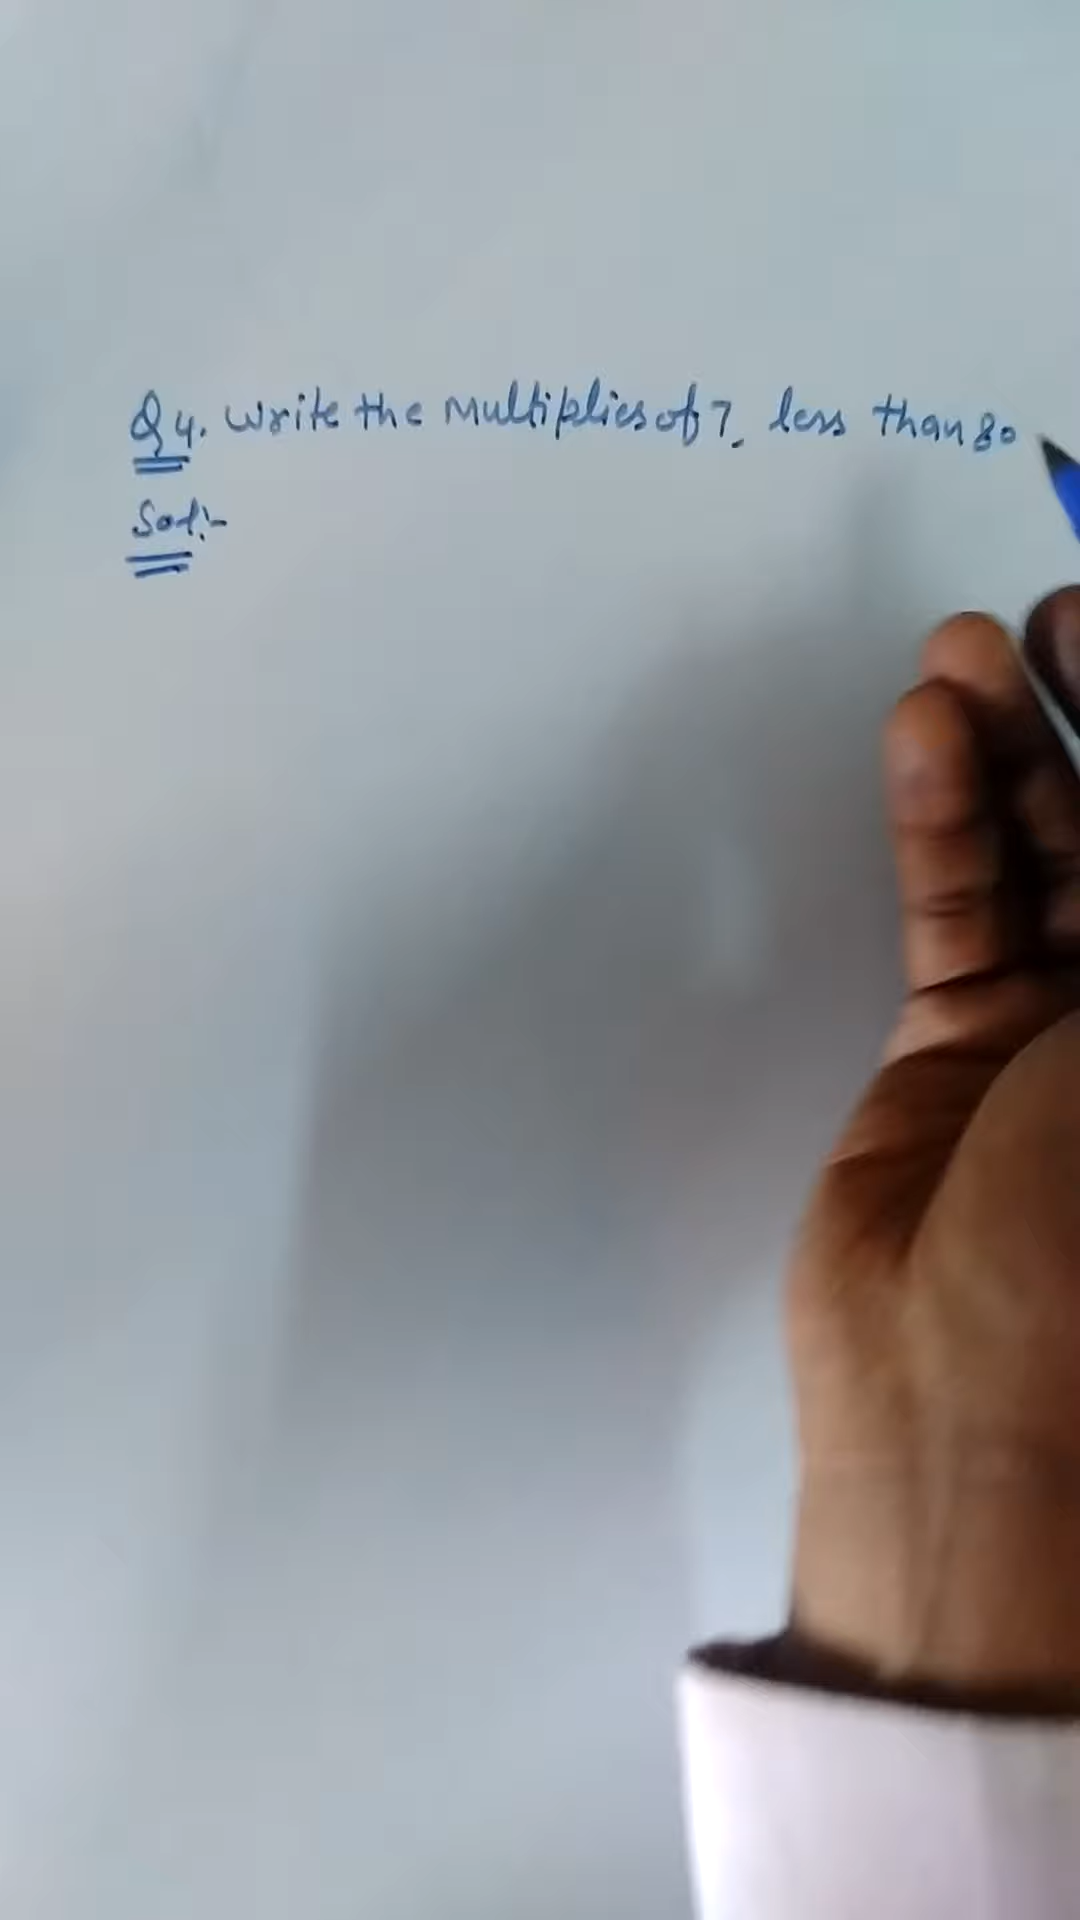 Q4. Write the Multiplies of 7, less than 80
Sol:-